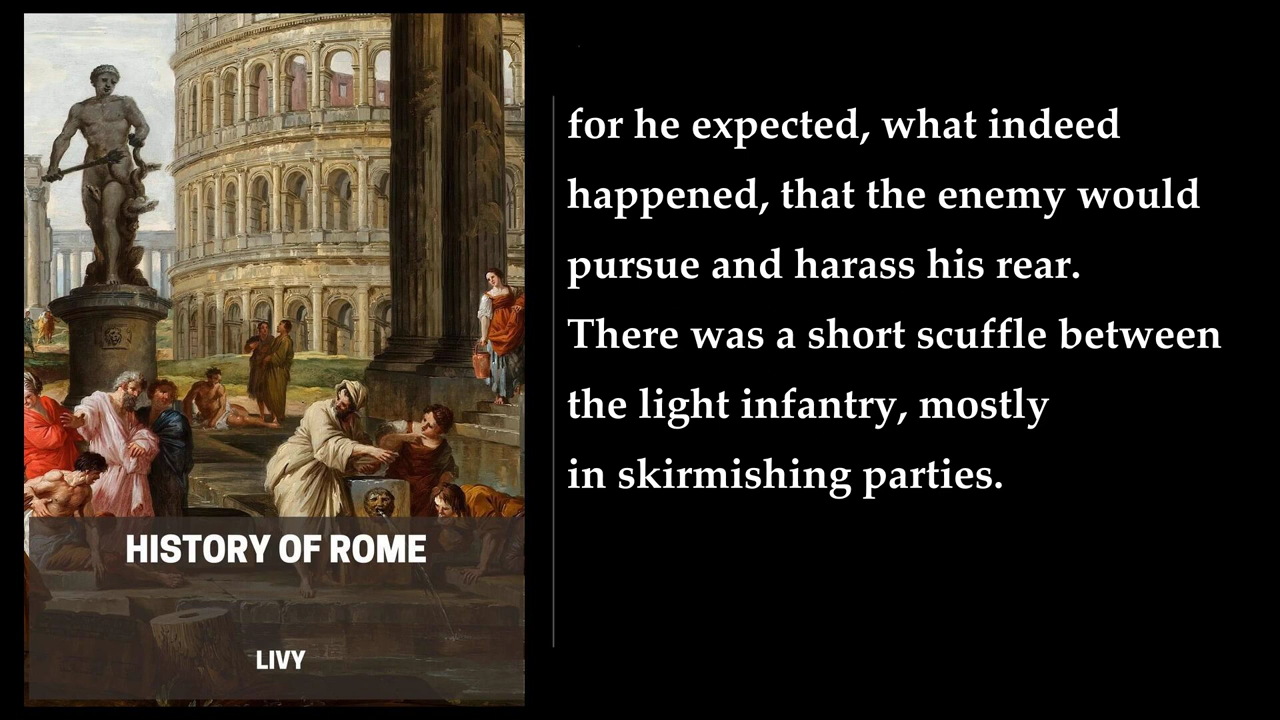 HISTORY OF ROME
LIVY
for he expected, what indeed
happened, that the enemy would
pursue and harass his rear.
There was a short scuffle between
the light infantry, mostly
in skirmishing parties.